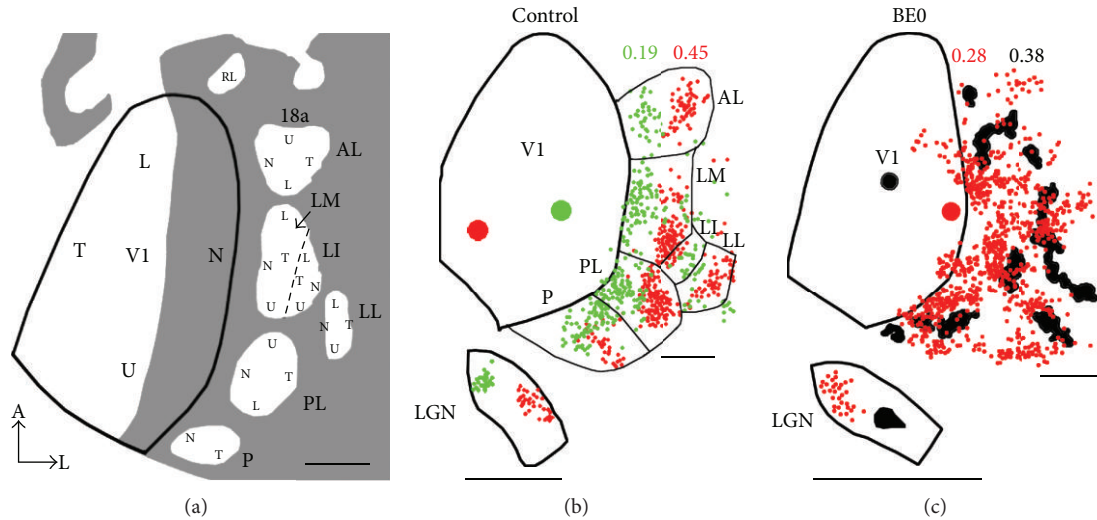 Control
BE0
0.19 0.45
0.28 0.38
RL
18a
U
N T
L
AL
L
LM
L
T V1 N
T L
N T N
LI
U U
L
N T
U
LL
U
U
N T
L
PL
N
T
P
A
L
V1
AL
LM
LI
LL
PL
P
LGN
V1
LGN
(a)
(b)
(c)